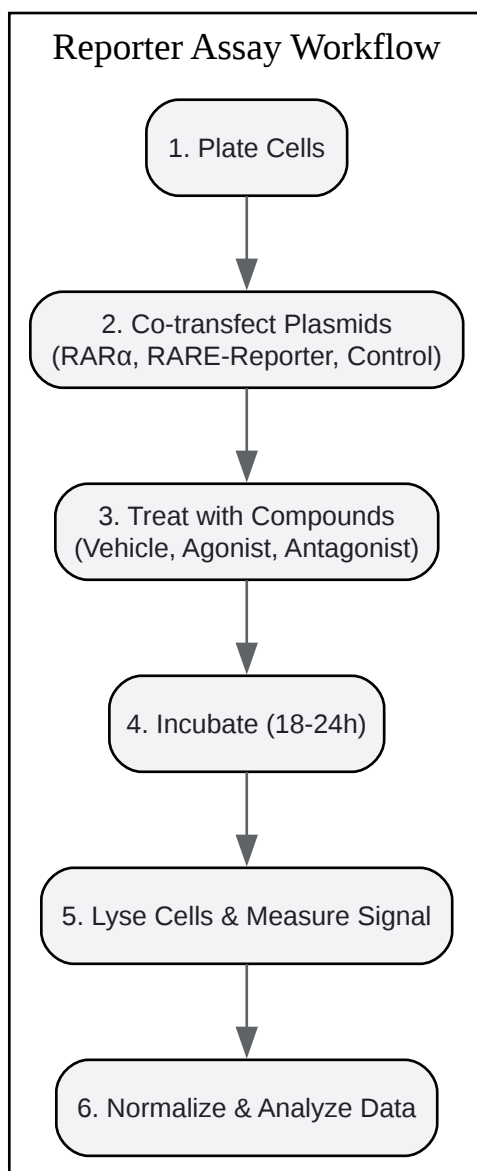 Reporter Assay Workflow
1. Plate Cells
2. Co-transfect Plasmids
(RARα, RARE-Reporter, Control)
3. Treat with Compounds
(Vehicle, Agonist, Antagonist)
4. Incubate (18-24h)
5. Lyse Cells & Measure Signal
6. Normalize & Analyze Data